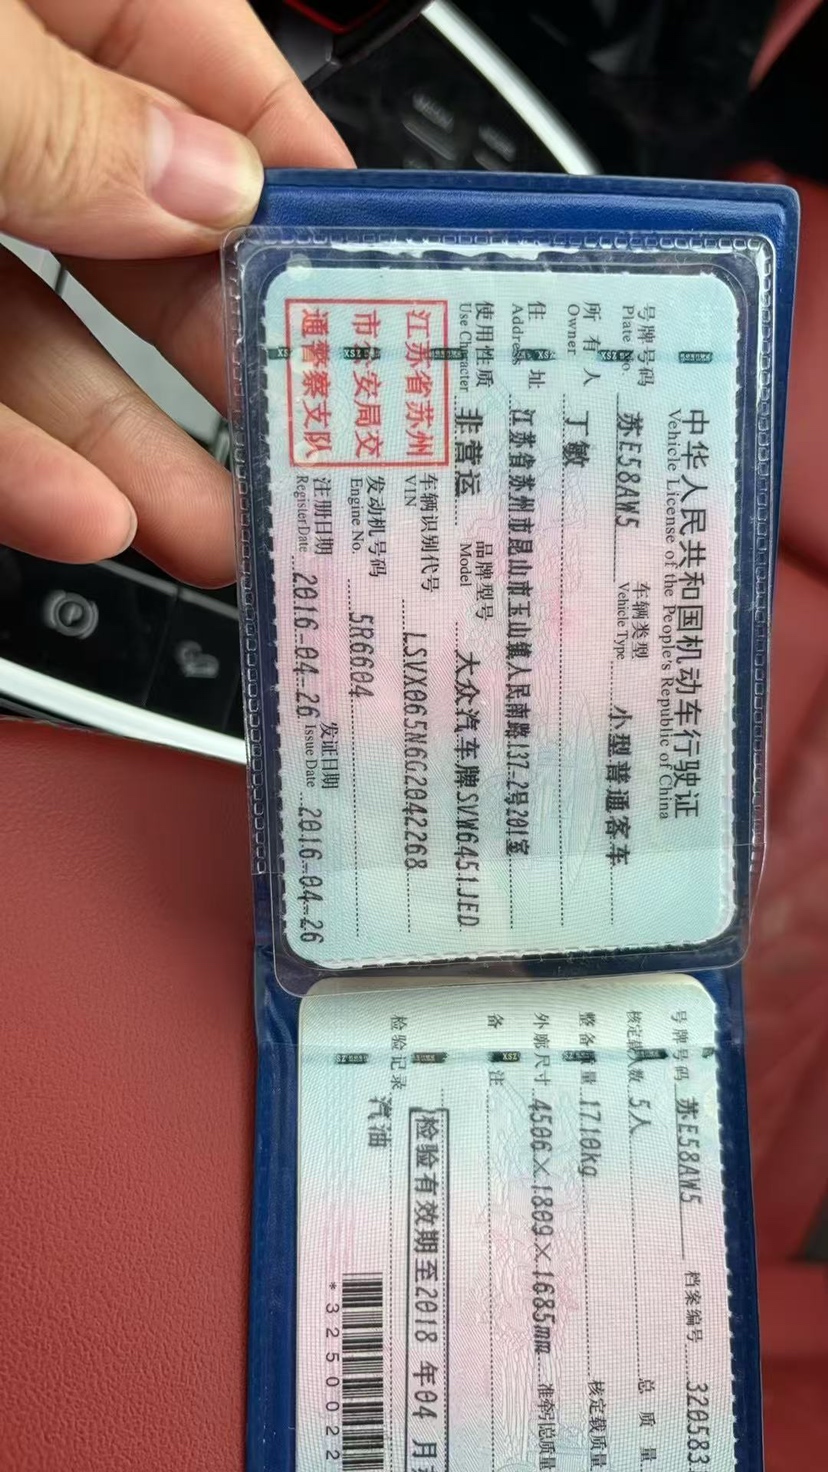 中华人民共和国机动车行驶证
Vehicle License of the People's Republic of China
号牌号码 苏E58AW5 车辆类型 小型普通客车
Plate No. Vehicle Type
所有人 丁敏
Owner
住址 江苏省苏州市昆山市玉山镇人民南路137-2号201室
Address
使用性质 非营运 品牌型号 大众汽车牌SVW6451JED
Use Character Model
江苏省苏州
市公安局交
通警察支队
车辆识别代号 LSVX065N6G2042268
VIN
发动机号码 5R6604
Engine No.
注册日期 2016-04-26 发证日期 2016-04-26
Register Date Issue Date
号牌号码 苏E58AW5 档案编号 320583
核定载人数 5人 总质量
整备质量 1710kg 核定载质量
外廓尺寸 4506×1809×1685mm 准牵引总质量
备注
检验有效期至2018年04月
检验记录
汽油
*3250022